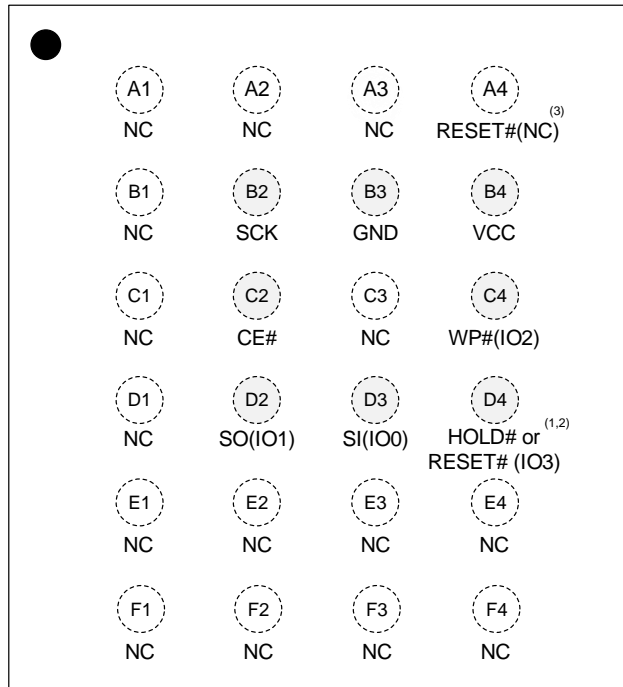 A1 A2 A3 A4
NC NC NC RESET#(NC) (3)
B1 B2 B3 B4
NC SCK GND VCC
C1 C2 C3 C4
NC CE# NC WP#(IO2)
D1 D2 D3 D4
NC SO(IO1) SI(IO0) HOLD# or (1,2)
RESET# (IO3)
E1 E2 E3 E4
NC NC NC NC
F1 F2 F3 F4
NC NC NC NC